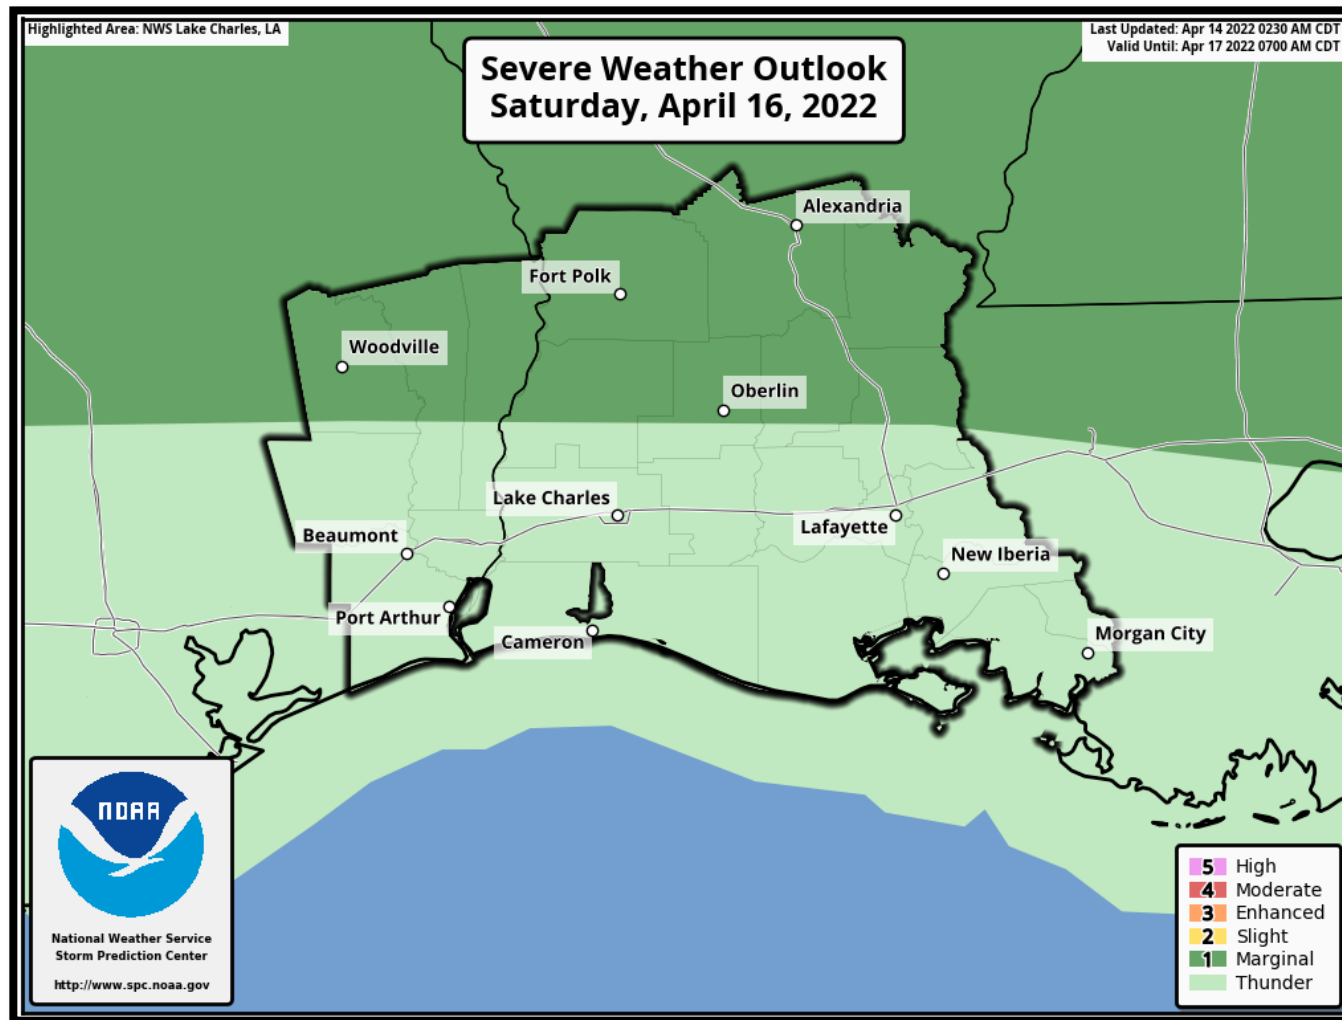 Highlighted Area: NWS Lake Charles, LA
Last Updated: Apr 14 2022 0230 AM CDT
Valid Until: Apr 17 2022 0700 AM CDT
Severe Weather Outlook
Saturday, April 16, 2022
Alexandria
Fort Polk
Woodville
Oberlin
Lake Charles
Lafayette
Beaumont
New Iberia
Port Arthur
Cameron
Morgan City
NOAA
National Weather Service
Storm Prediction Center
http://www.spc.noaa.gov
5 High
4 Moderate
3 Enhanced
2 Slight
1 Marginal
Thunder